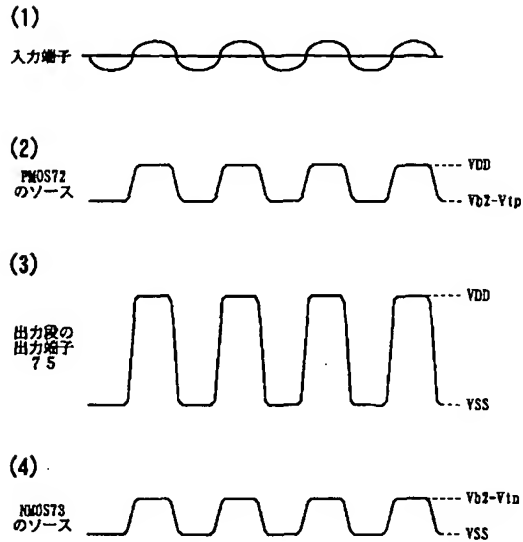 (1)
入力端子
(2)
PMOS72
のソース
VDD
Vb2-Vtp
(3)
出力段の
出力端子
75
VDD
VSS
(4)
NMOS73
のソース
Vb2-Vtn
VSS